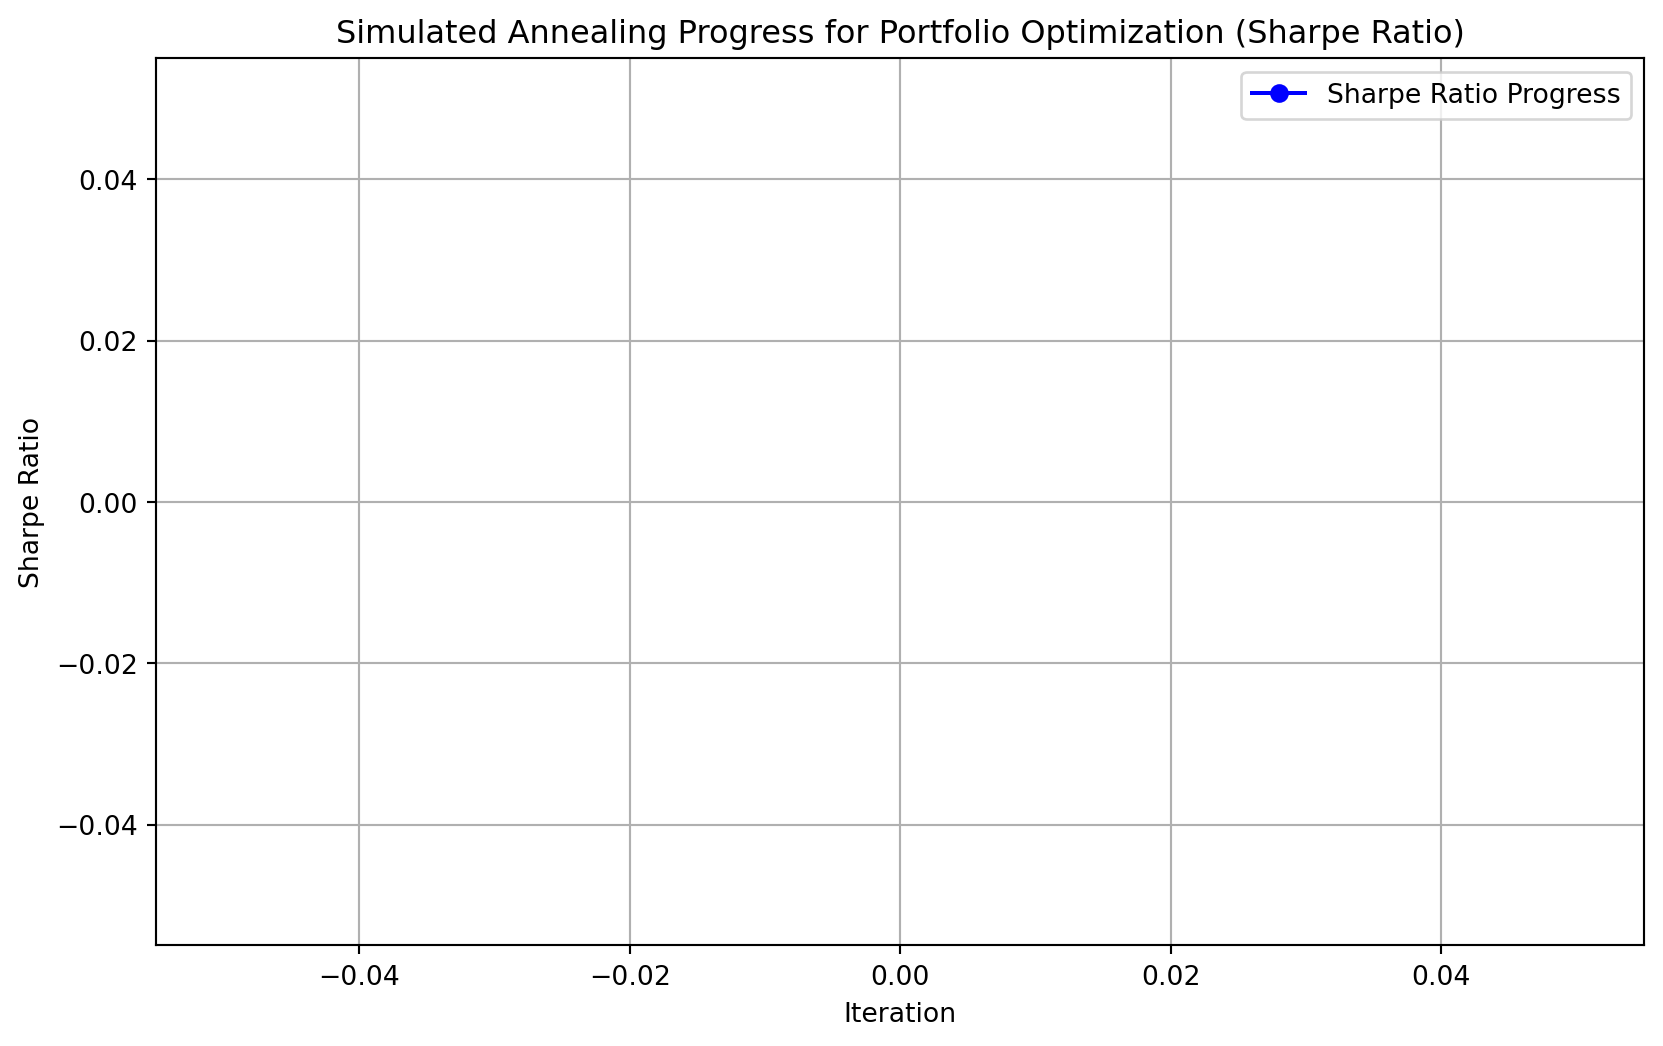 Simulated Annealing Progress for Portfolio Optimization (Sharpe Ratio)
Sharpe Ratio Progress
0.04
0.02
0.00
−0.02
−0.04
Sharpe Ratio
−0.04 −0.02 0.00 0.02 0.04
Iteration